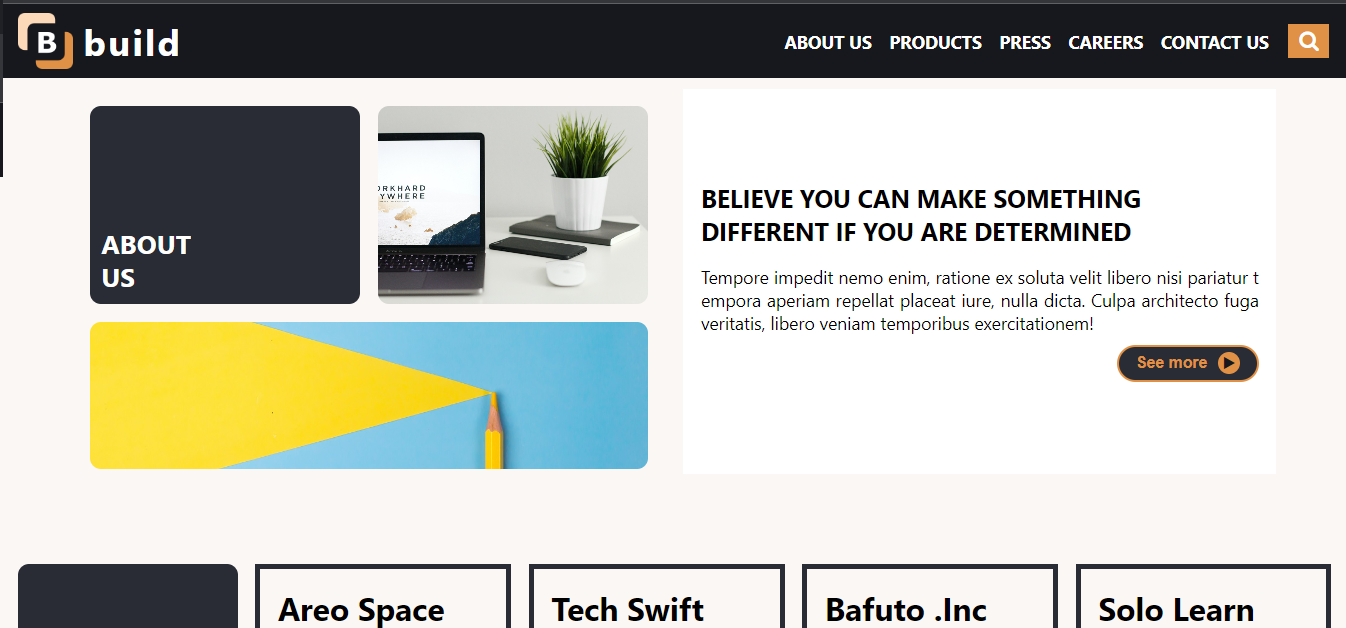 B build
ABOUT US PRODUCTS PRESS CAREERS CONTACT US
ABOUT
US
ORKHARD
YWHERE
BELIEVE YOU CAN MAKE SOMETHING
DIFFERENT IF YOU ARE DETERMINED
Tempore impedit nemo enim, ratione ex soluta velit libero nisi pariatur t
empora aperiam repellat placeat iure, nulla dicta. Culpa architecto fuga
veritatis, libero veniam temporibus exercitationem!
See more
Areo Space
Tech Swift
Bafuto .Inc
Solo Learn